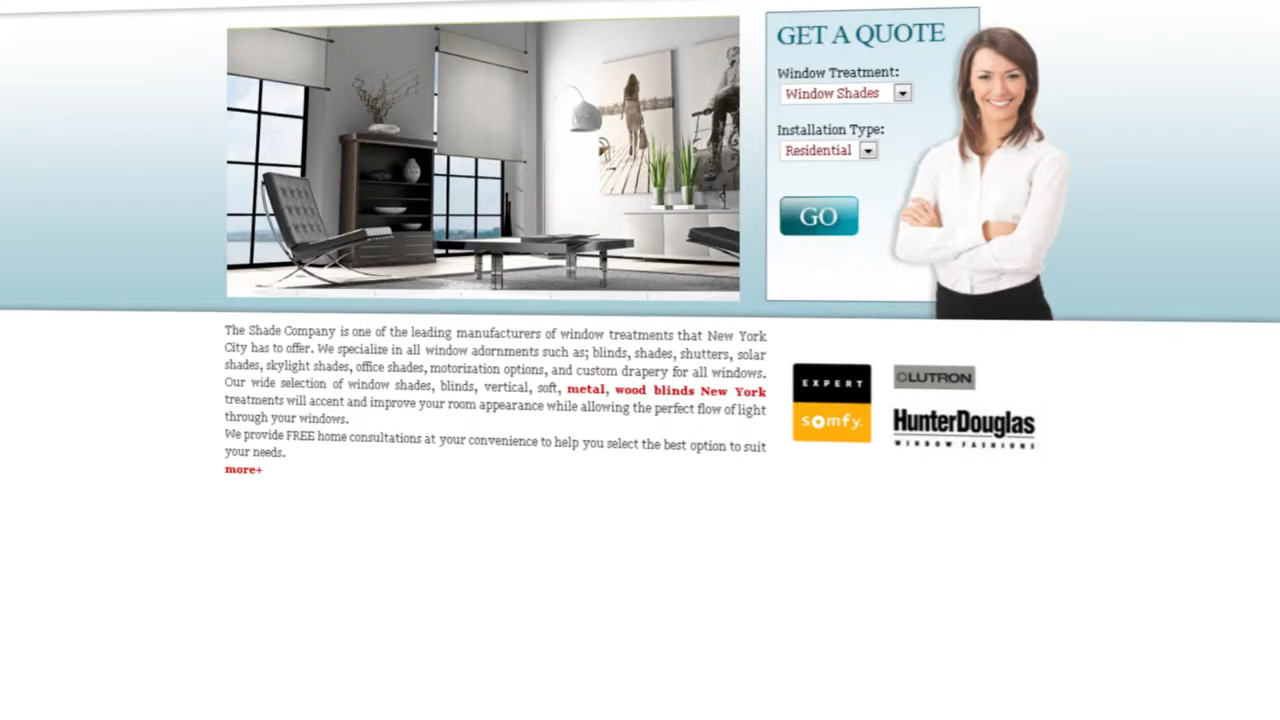 GET A QUOTE
Window Treatment:
Window Shades
Installation Type:
Residential
GO
The Shade Company is one of the leading manufacturers of window treatments that New York
City has to offer. We specialize in all window adornments such as; blinds, shades, shutters, solar
shades, skylight shades, office shades, motorization options, and custom drapery for all windows.
Our wide selection of window shades, blinds, vertical, soft, metal, wood blinds New York
treatments will accent and improve your room appearance while allowing the perfect flow of light
through your windows.
We provide FREE home consultations at your convenience to help you select the best option to suit
your needs.
more+
EXPERT
somfy.
LUTRON
HunterDouglas
WINDOW FASHIONS